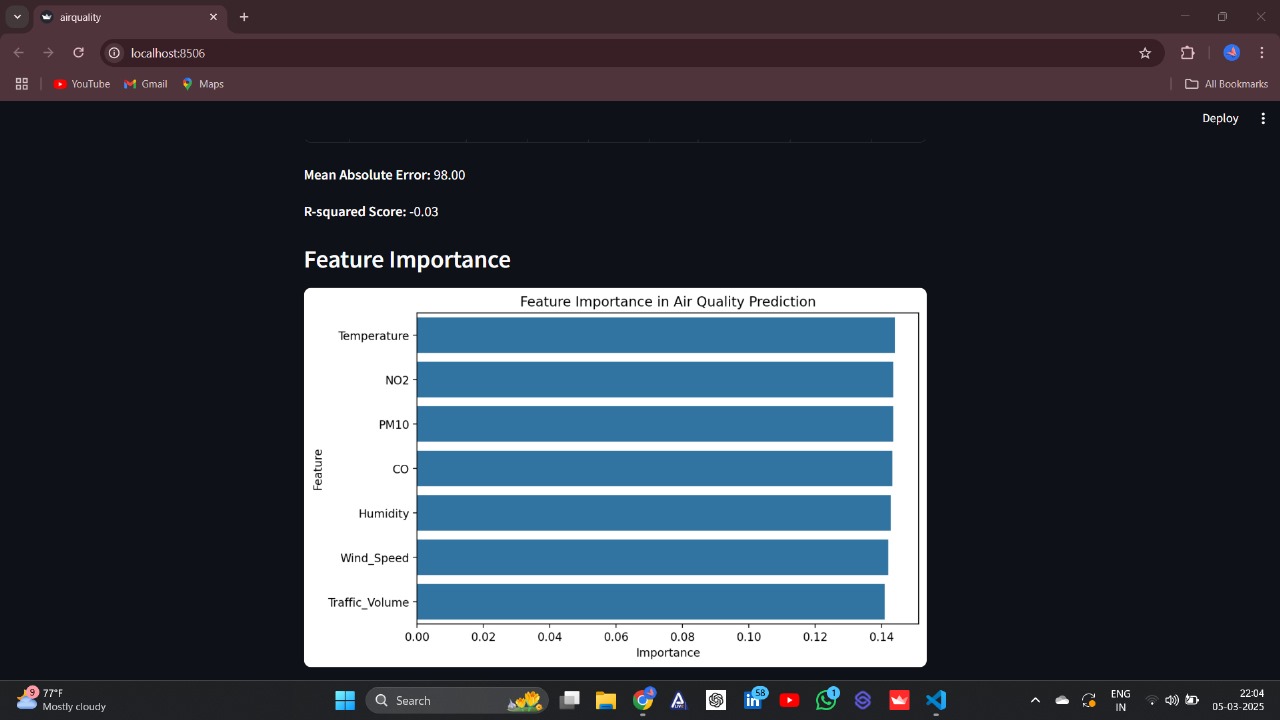 airquality
localhost:8506
YouTube
Gmail
Maps
All Bookmarks
Deploy
Mean Absolute Error: 98.00
R-squared Score: -0.03
Feature Importance
Feature Importance in Air Quality Prediction
Temperature
NO2
PM10
CO
Humidity
Wind_Speed
Traffic_Volume
Feature
0.00 0.02 0.04 0.06 0.08 0.10 0.12 0.14
Importance
9
77°F
Mostly cloudy
Search
58
1
ENG
IN
22:04
05-03-2025